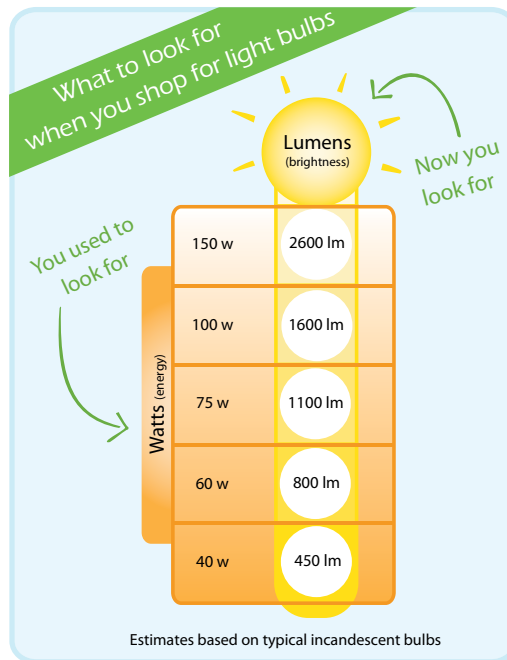 What to look for
when you shop for light bulbs
Lumens
(brightness)
Now you
look for
You used to
look for
Watts (energy)
150 w 2600 lm
100 w 1600 lm
75 w 1100 lm
60 w 800 lm
40 w 450 lm
Estimates based on typical incandescent bulbs